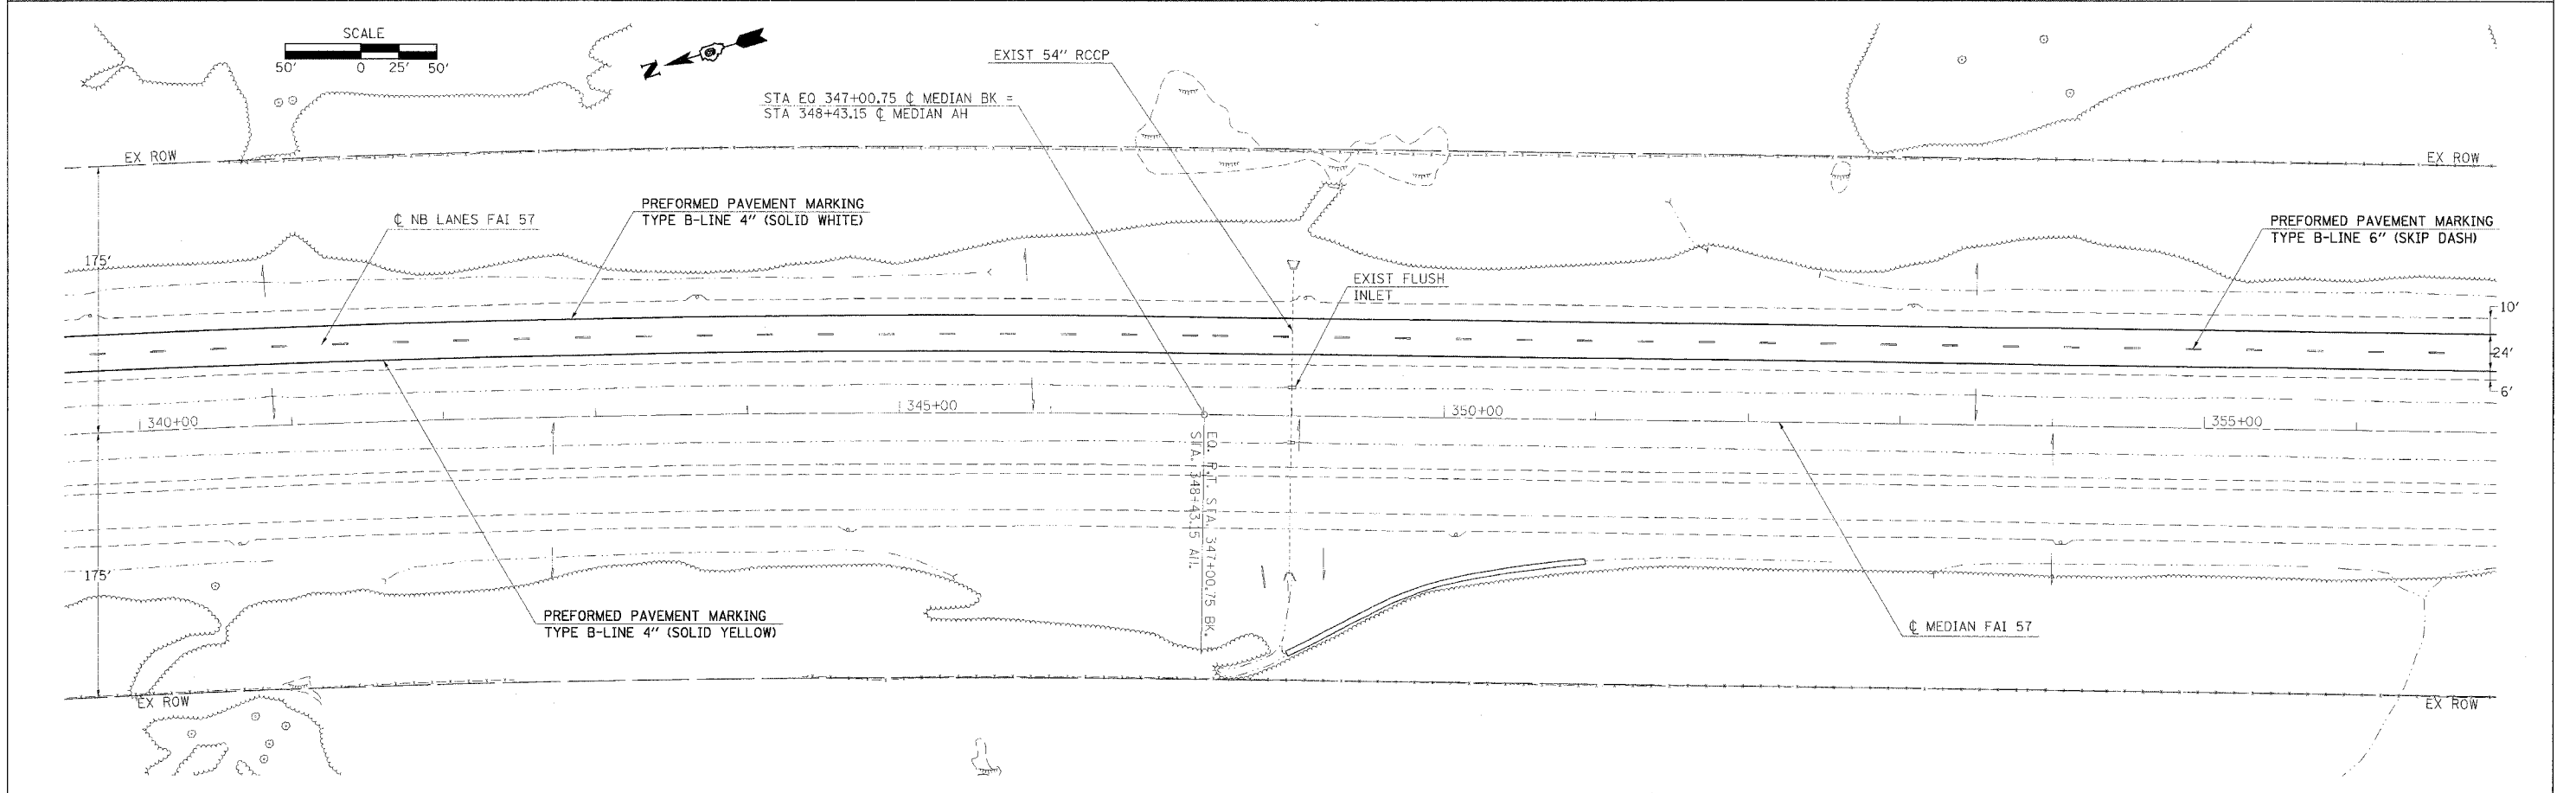 SCALE
50' 0 25' 50'
N
EXIST 54" RCCP
STA EQ 347+00.75 ℄ MEDIAN BK =
STA 348+43.15 ℄ MEDIAN AH
EX ROW
EX ROW
℄ NB LANES FAI 57
PREFORMED PAVEMENT MARKING
TYPE B-LINE 4" (SOLID WHITE)
PREFORMED PAVEMENT MARKING
TYPE B-LINE 6" (SKIP DASH)
175'
EXIST FLUSH
INLET
10'
24'
6'
340+00
345+00
350+00
355+00
EQ. P.T. STA. 347+00.75 BK.
STA. 348+43.15 AH.
175'
PREFORMED PAVEMENT MARKING
TYPE B-LINE 4" (SOLID YELLOW)
℄ MEDIAN FAI 57
EX ROW
EX ROW